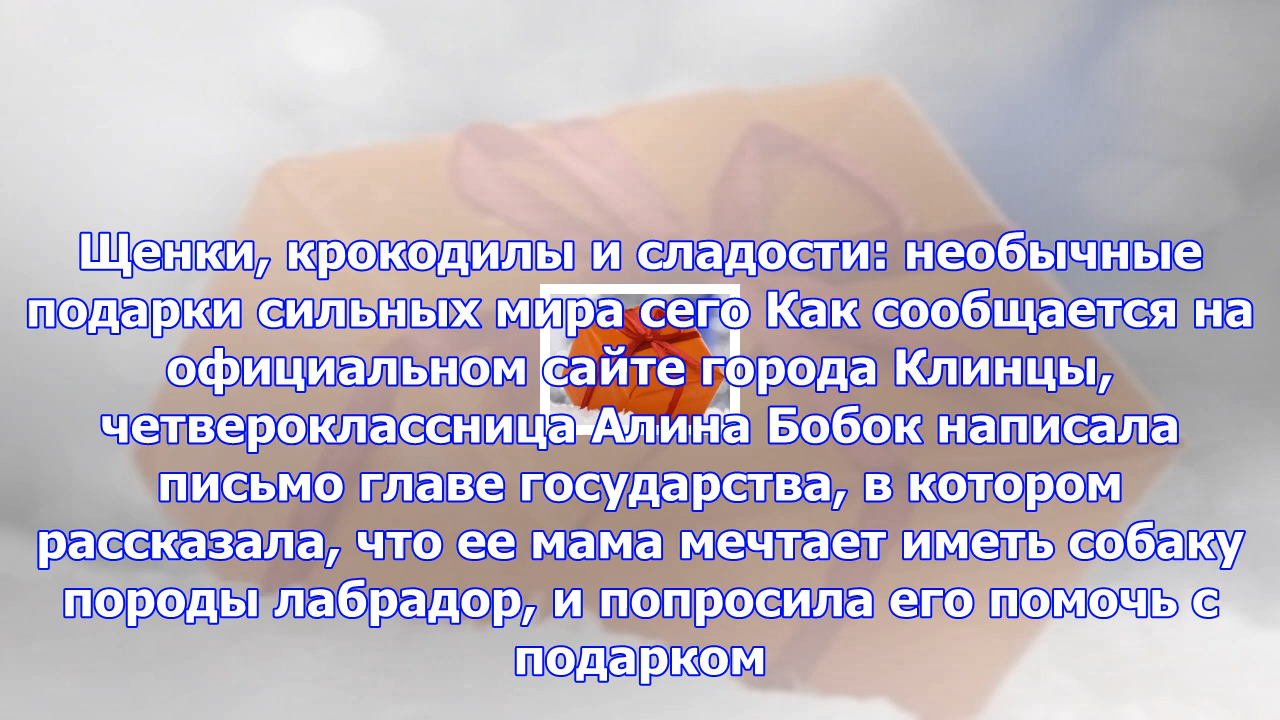 Щенки, крокодилы и сладости: необычные
подарки сильных мира сего Как сообщается на
официальном сайте города Клинцы,
четвероклассница Алина Бобок написала
письмо главе государства, в котором
рассказала, что ее мама мечтает иметь собаку
породы лабрадор, и попросила его помочь с
подарком